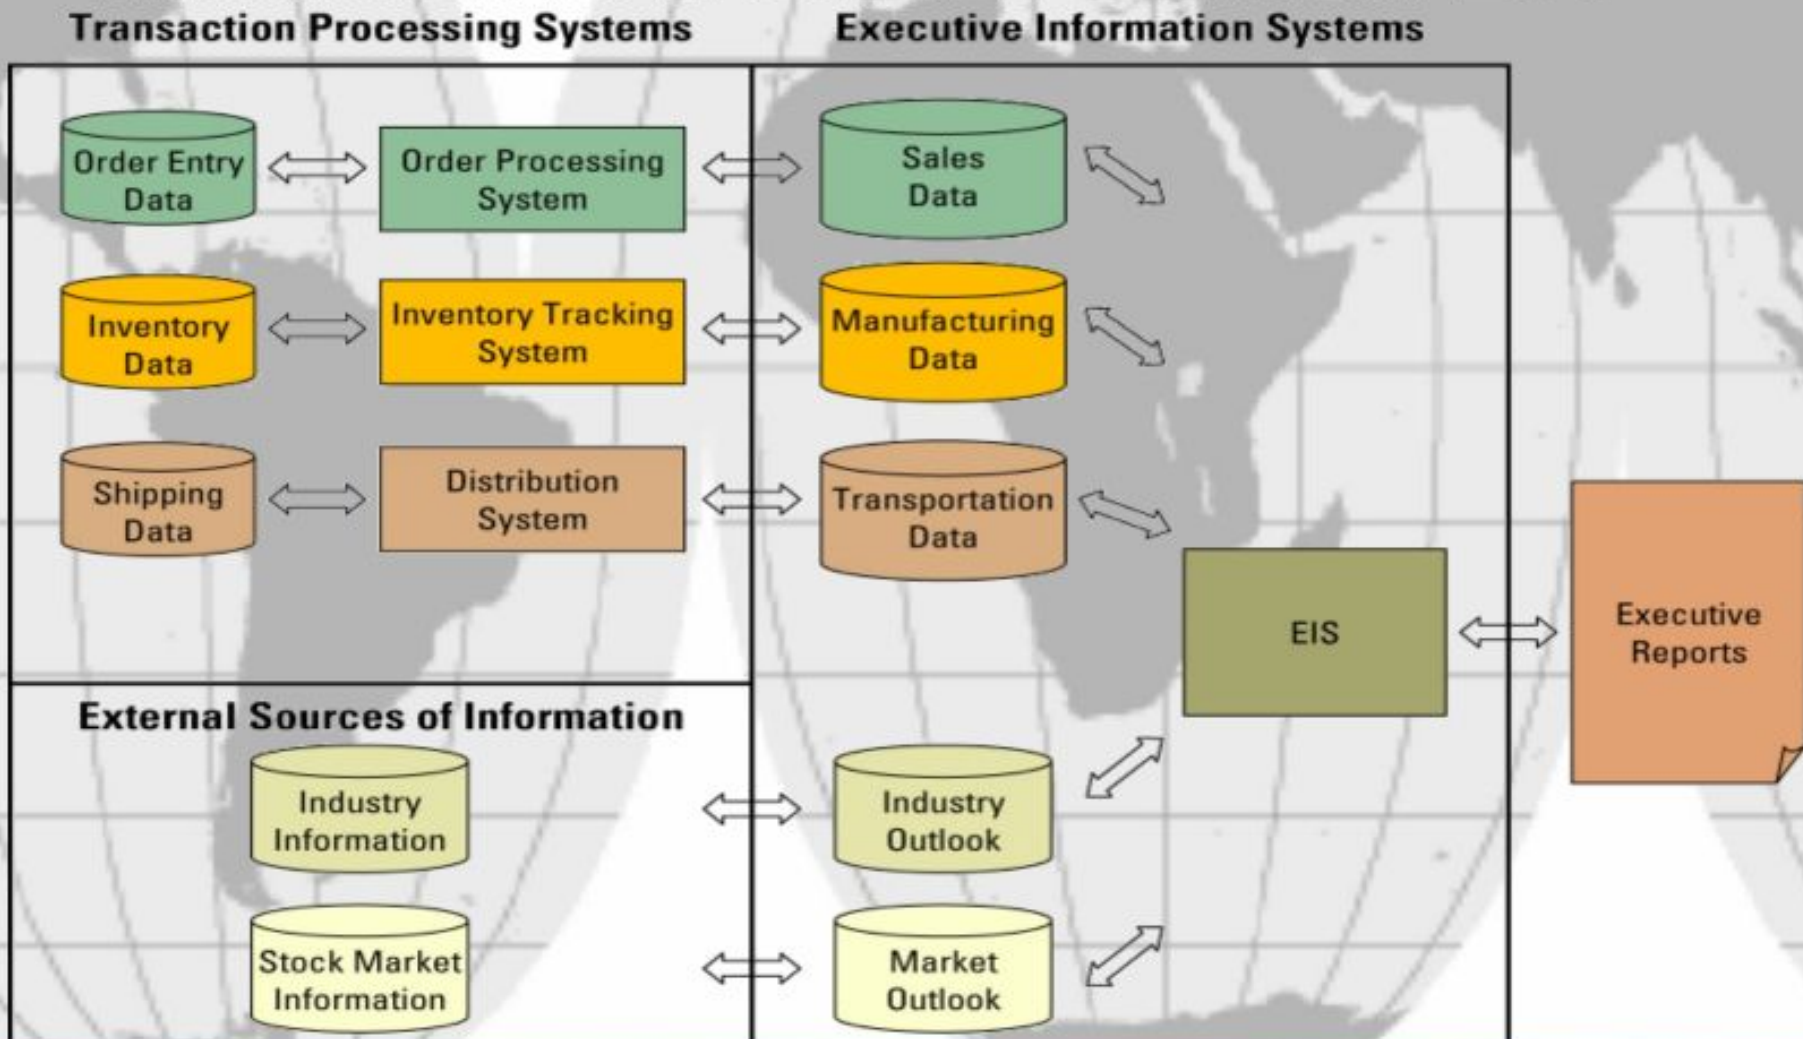 Transaction Processing Systems
Executive Information Systems
Order Entry
Data
Order Processing
System
Sales
Data
Inventory
Data
Inventory Tracking
System
Manufacturing
Data
Shipping
Data
Distribution
System
Transportation
Data
EIS
Executive
Reports
External Sources of Information
Industry
Information
Industry
Outlook
Stock Market
Information
Market
Outlook